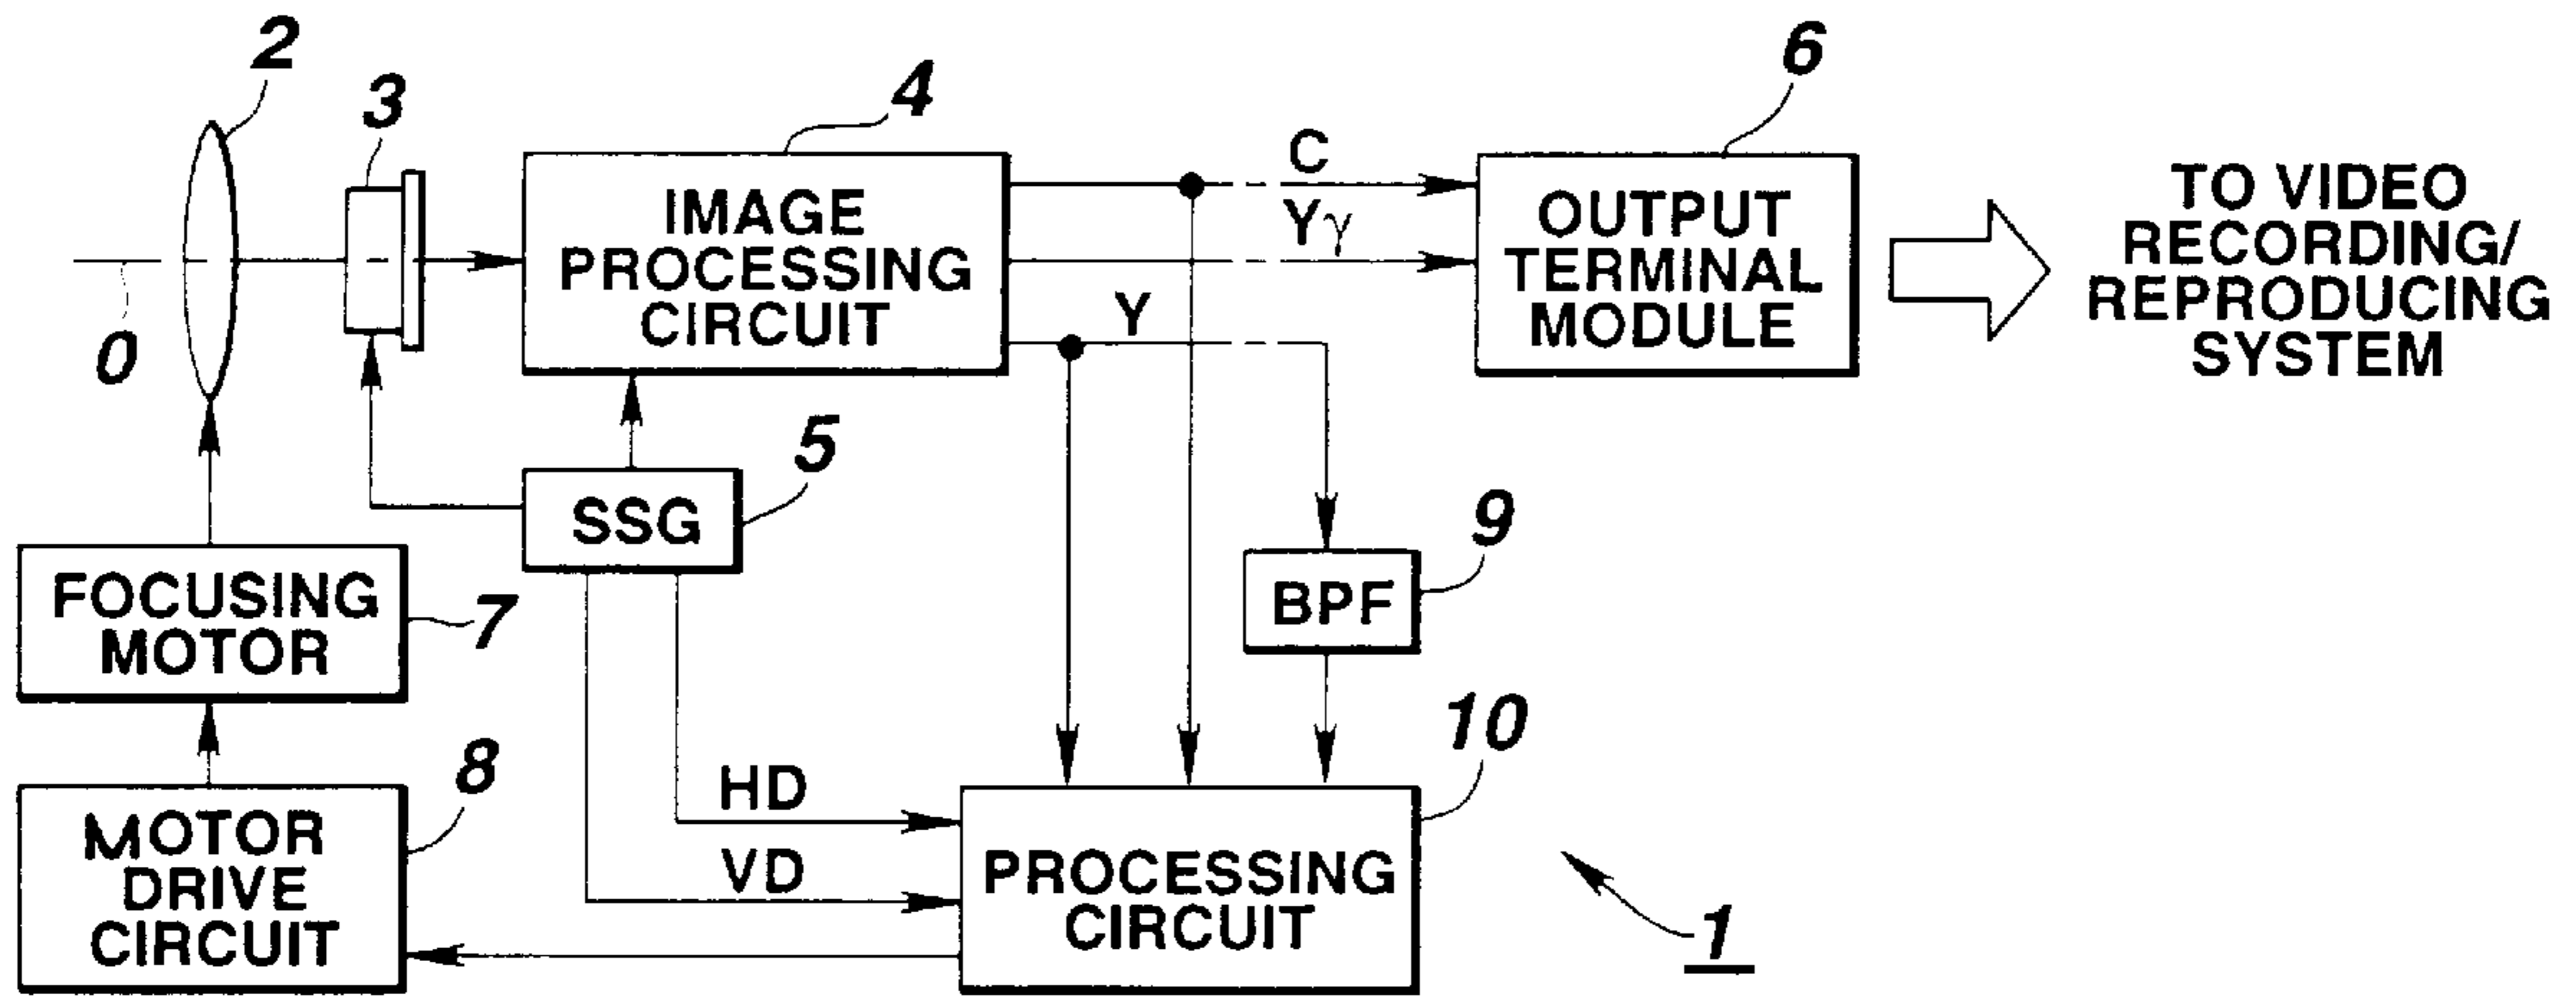 2
3
4
6
0
IMAGE
PROCESSING
CIRCUIT
C
Yγ
Y
OUTPUT
TERMINAL
MODULE
TO VIDEO
RECORDING/
REPRODUCING
SYSTEM
SSG
5
FOCUSING
MOTOR
7
BPF
9
MOTOR
DRIVE
CIRCUIT
8
HD
VD
PROCESSING
CIRCUIT
10
1